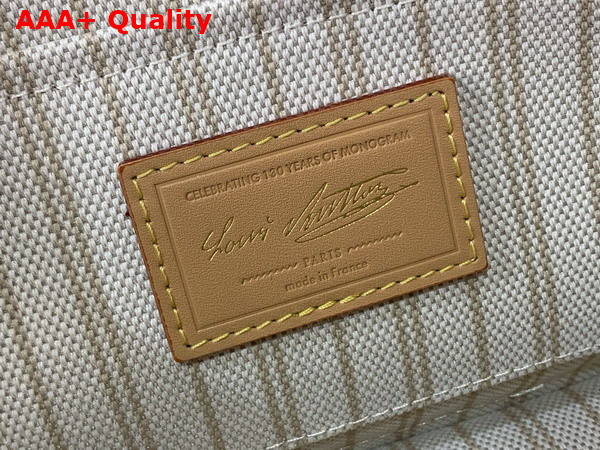 AAA+ Quality
CELEBRATING 130 YEARS OF MONOGRAM
Louis Vuitton
PARIS
made in France